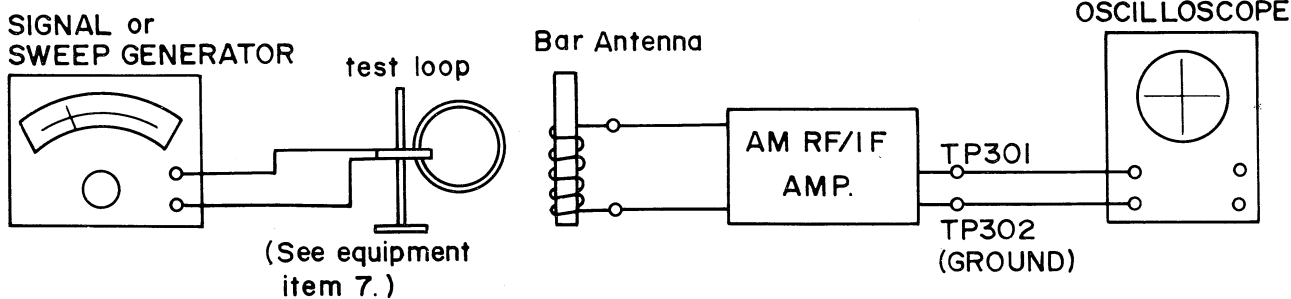 SIGNAL or
SWEEP GENERATOR
test loop
(See equipment
item 7.)
Bar Antenna
AM RF/IF
AMP.
TP301
TP302
(GROUND)
OSCILLOSCOPE